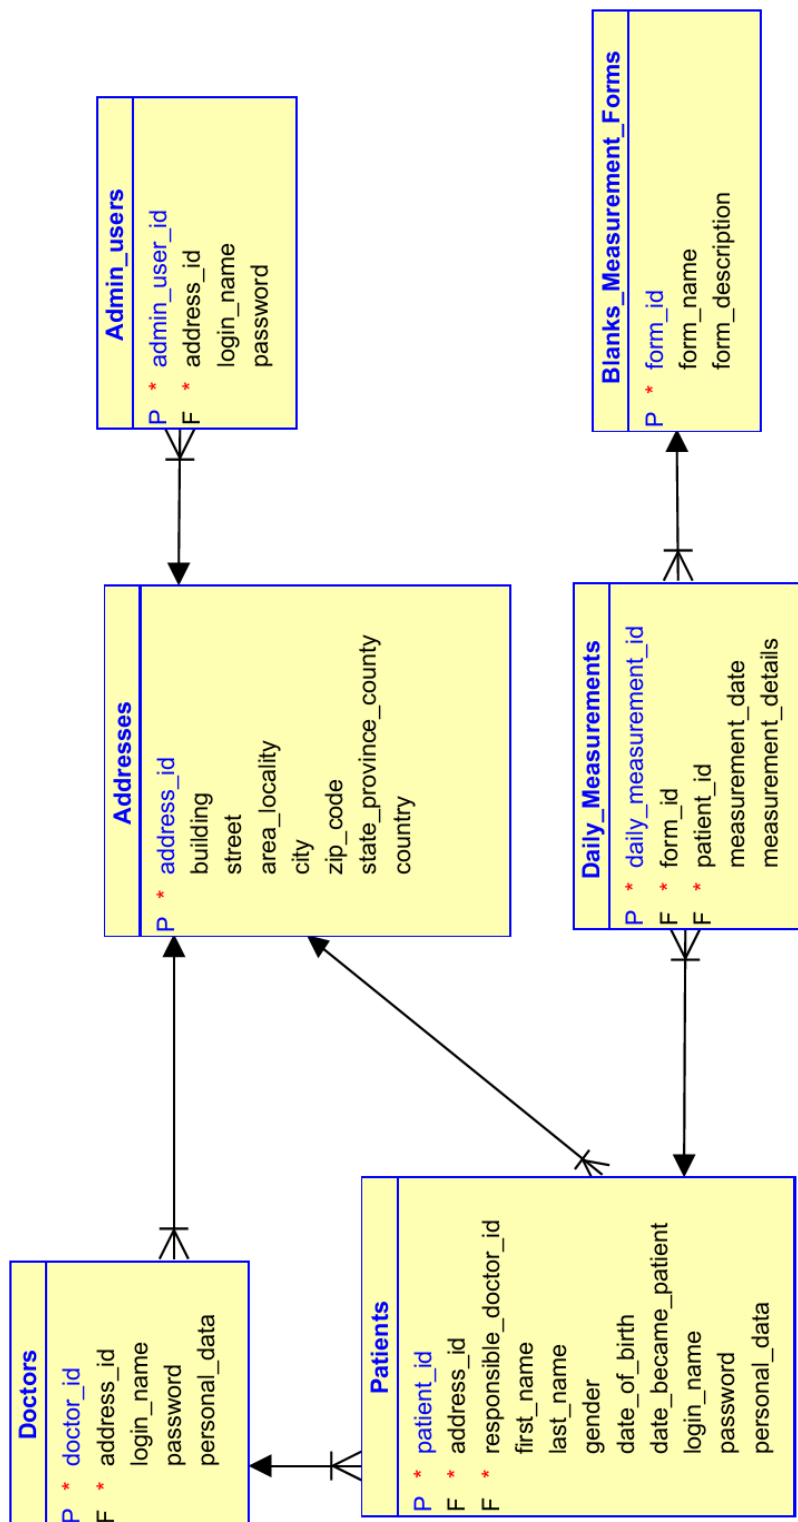 Doctors
P * doctor_id
F * address_id
login_name
password
personal_data
Addresses
P * address_id
building
street
area_locality
city
zip_code
state_province_county
country
Admin_users
P * admin_user_id
F * address_id
login_name
password
Patients
P * patient_id
F * address_id
F * responsible_doctor_id
first_name
last_name
gender
date_of_birth
date_became_patient
login_name
password
personal_data
Daily_Measurements
P * daily_measurement_id
F * form_id
F * patient_id
measurement_date
measurement_details
Blanks_Measurement_Forms
P * form_id
form_name
form_description